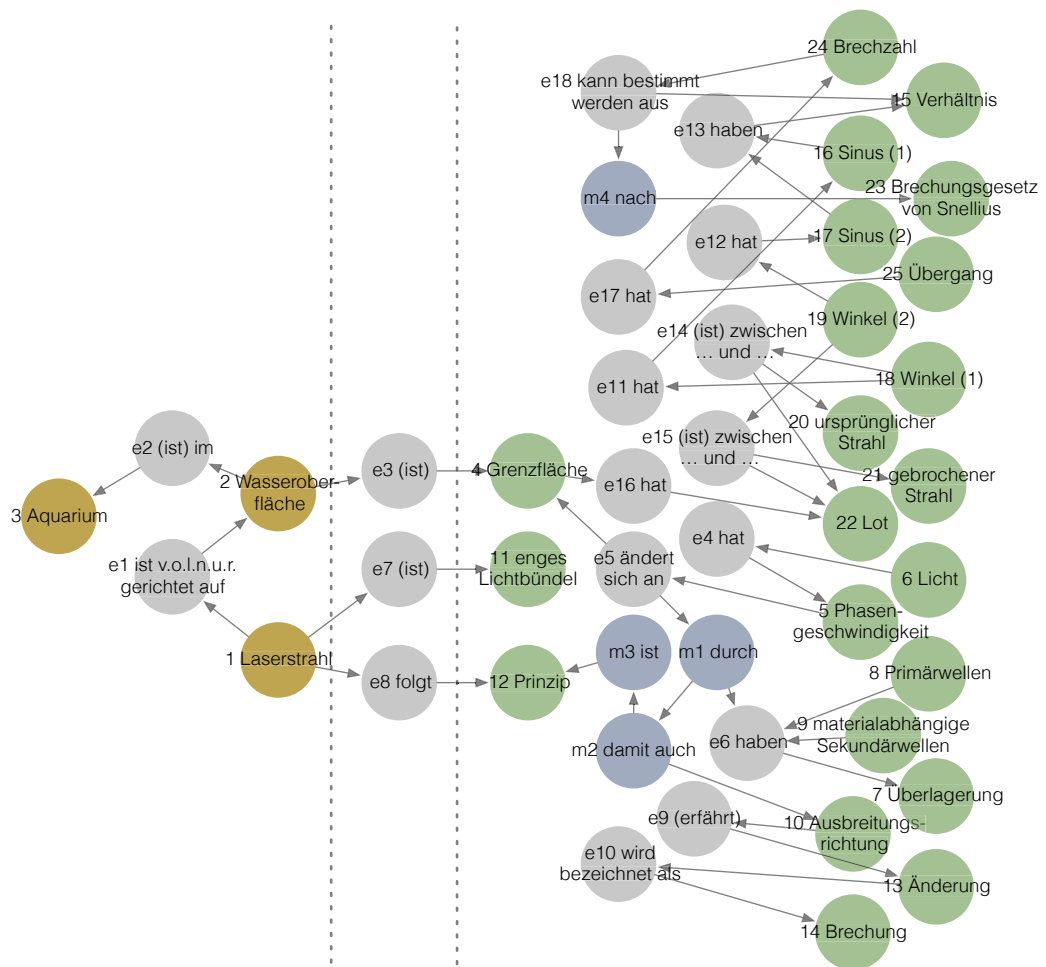 24 Brechzahl
e18 kann bestimmt
werden aus
15 Verhältnis
e13 haben
16 Sinus (1)
m4 nach
23 Brechungsgesetz
von Snellius
e12 hat
17 Sinus (2)
25 Übergang
e17 hat
19 Winkel (2)
e14 (ist) zwischen
… und …
e11 hat
18 Winkel (1)
20 ursprünglicher
Strahl
e15 (ist) zwischen
… und …
e2 (ist) im
e3 (ist)
4 Grenzfläche
e16 hat
21 gebrochener
Strahl
2 Wasserober-
fläche
3 Aquarium
22 Lot
e4 hat
e1 ist v.o.l.n.u.r.
gerichtet auf
e7 (ist)
11 enges
Lichtbündel
e5 ändert
sich an
6 Licht
5 Phasen-
geschwindigkeit
1 Laserstrahl
m3 ist
m1 durch
e8 folgt
12 Prinzip
8 Primärwellen
9 materialabhängige
Sekundärwellen
m2 damit auch
e6 haben
7 Überlagerung
e9 (erfährt)
10 Ausbreitungs-
richtung
e10 wird
bezeichnet als
13 Änderung
14 Brechung